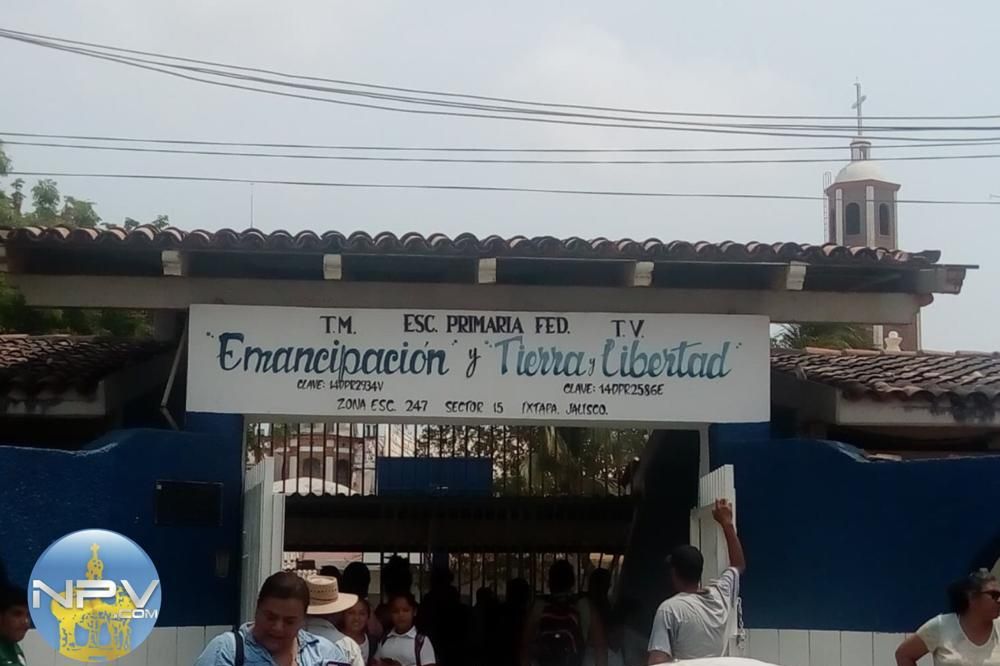 T.M. ESC. PRIMARIA FED. T.V.
"Emancipación" y "Tierra y Libertad"
CLAVE: 14DPR2934V CLAVE: 14DPR2586E
ZONA ESC. 247 SECTOR 15 IXTAPA. JALISCO.
NPV
.COM